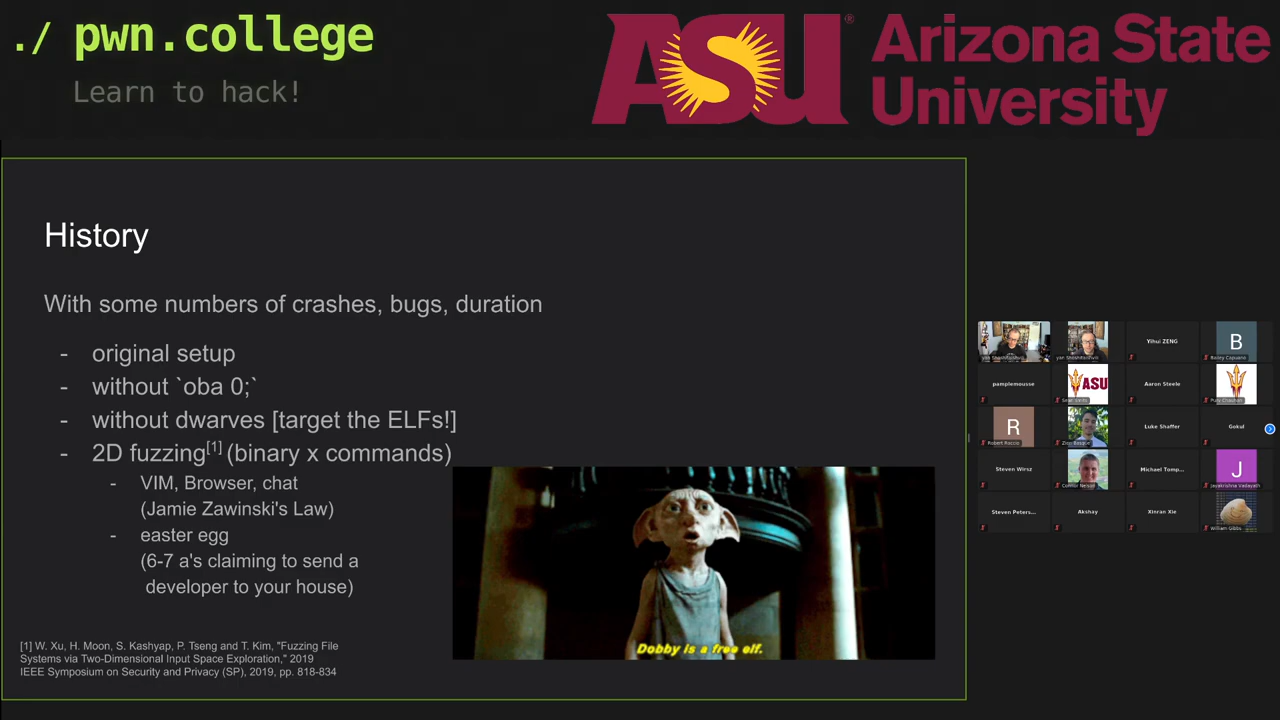 ./ pwn.college
Learn to hack!
ASU
Arizona State
University
History
With some numbers of crashes, bugs, duration
- original setup
- without `oba 0;`
- without dwarves [target the ELFs!]
- 2D fuzzing[1] (binary x commands)
- VIM, Browser, chat
(Jamie Zawinski's Law)
- easter egg
(6-7 a's claiming to send a
developer to your house)
Dobby is a free elf.
[1] W. Xu, H. Moon, S. Kashyap, P. Tseng and T. Kim, "Fuzzing File
Systems via Two-Dimensional Input Space Exploration," 2019
IEEE Symposium on Security and Privacy (SP), 2019, pp. 818-834
Yihui ZENG
B
pamplemousse
ASU
Aaron Steele
R
Luke Shaffer
Gokul
Steven Wirsz
Connor Nelson
Michael Tomp...
J
Jayakrishna Vadayath
Steven Peters...
Akshay
Xinran Xie
William Gibbs